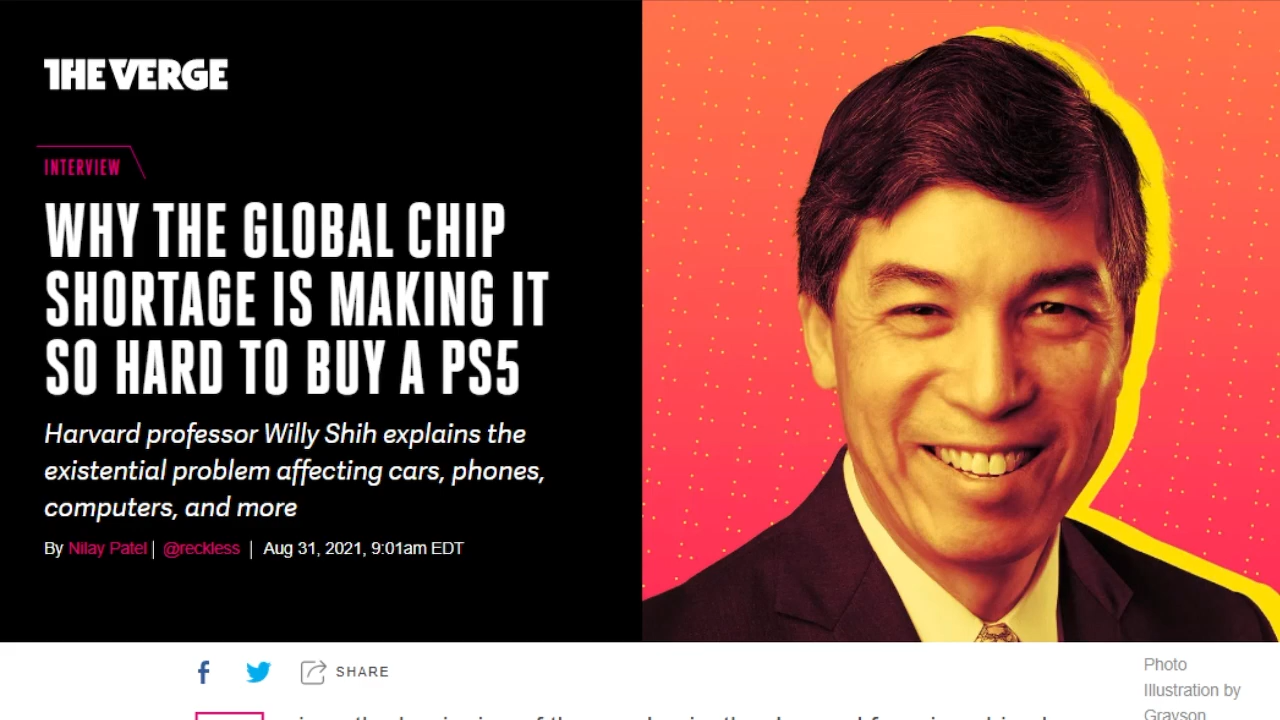 THE VERGE
INTERVIEW
WHY THE GLOBAL CHIP
SHORTAGE IS MAKING IT
SO HARD TO BUY A PS5
Harvard professor Willy Shih explains the
existential problem affecting cars, phones,
computers, and more
By Nilay Patel | @reckless | Aug 31, 2021, 9:01am EDT
SHARE
Photo
Illustration by
Grayson